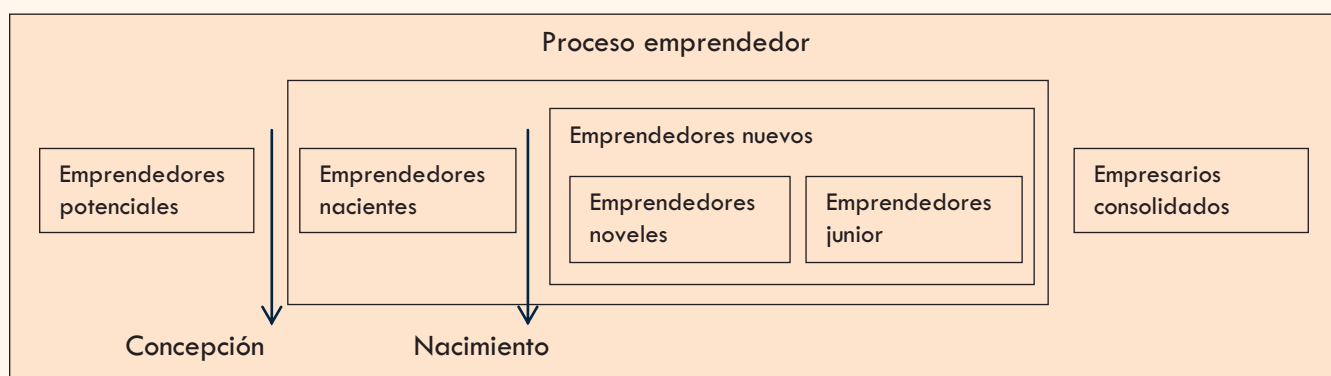 Proceso emprendedor
Emprendedores
potenciales
Emprendedores
nacientes
Emprendedores nuevos
Emprendedores
noveles
Emprendedores
junior
Empresarios
consolidados
Concepción
Nacimiento